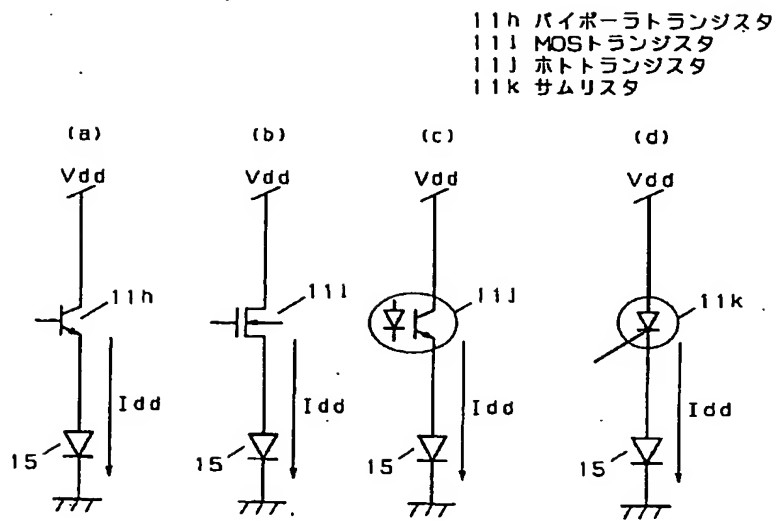 11h バイポーラトランジスタ
11i MOSトランジスタ
11j ホトトランジスタ
11k サムリスタ
(a) (b) (c) (d)
Vdd Vdd Vdd Vdd
11h 11i 11j 11k
Idd Idd Idd Idd
15 15 15 15